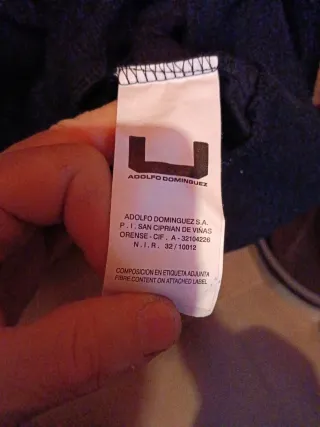 ADOLFO DOMINGUEZ
ADOLFO DOMINGUEZ S.A.
P . I . SAN CIPRIAN DE VIÑAS
ORENSE - CIF . A - 32104226
N . I . R . 32 / 10012
COMPOSICION EN ETIQUETA ADJUNTA
FIBRE CONTENT ON ATTACHED LABEL